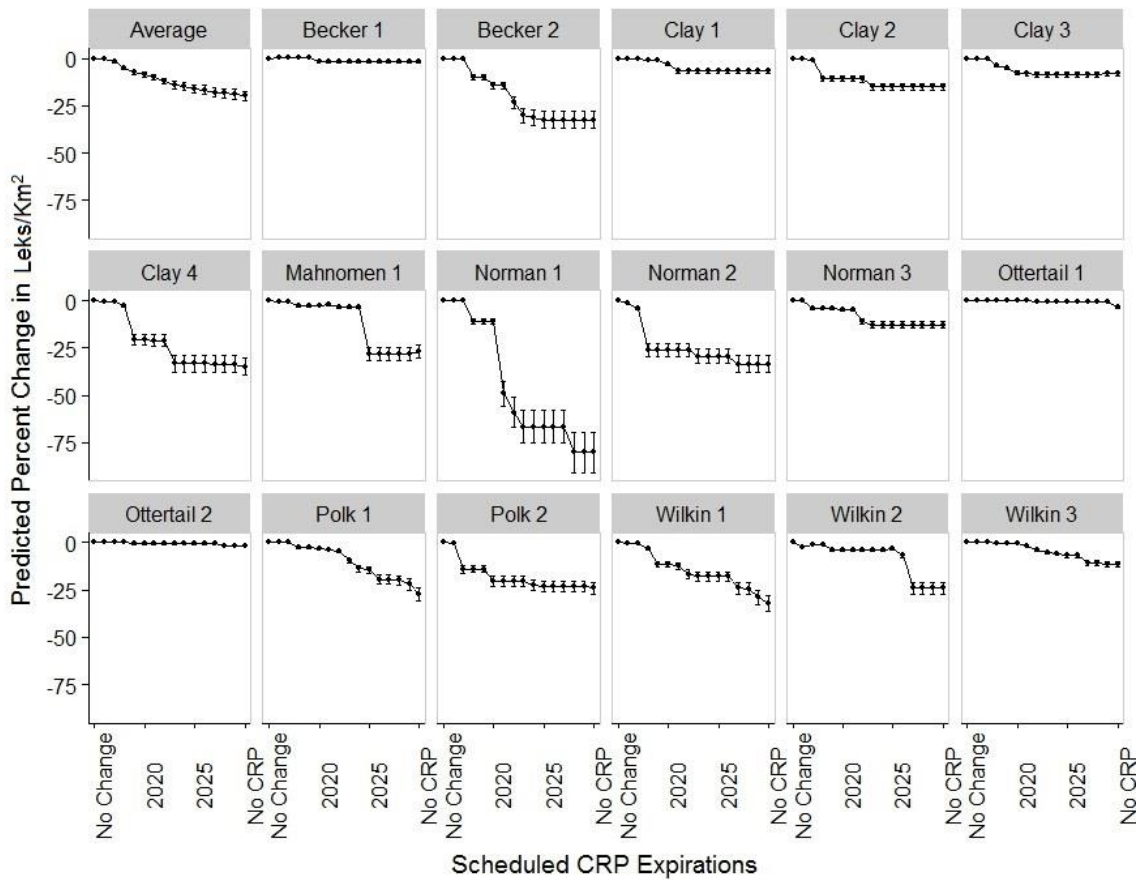 Average Becker 1 Becker 2 Clay 1 Clay 2 Clay 3
0
-25
-50
-75
Clay 4 Mahnomen 1 Norman 1 Norman 2 Norman 3 Ottertail 1
0
-25
-50
-75
Ottertail 2 Polk 1 Polk 2 Wilkin 1 Wilkin 2 Wilkin 3
0
-25
-50
-75
Predicted Percent Change in Leks/Km²
No Change 2020 2025 No CRP No Change 2020 2025 No CRP No Change 2020 2025 No CRP No Change 2020 2025 No CRP No Change 2020 2025 No CRP No Change 2020 2025 No CRP
Scheduled CRP Expirations